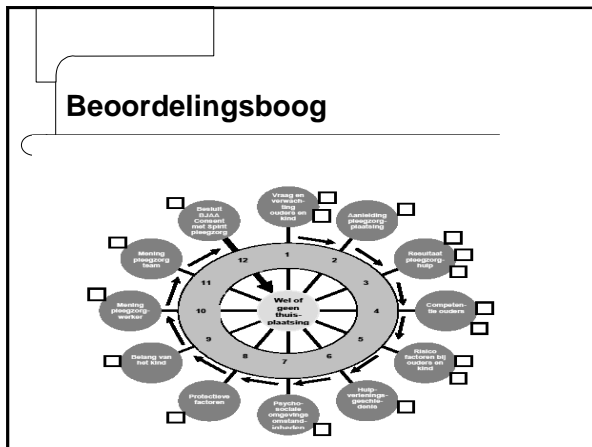 Beoordelingsboog
Vraag en
verwach-
ting
ouders en
kind
Aanleiding
pleegzorg-
plaatsing
Resultaat
pleegzorg-
hulp
Competen-
tie ouders
Risico
factoren bij
ouders en
kind
Hulp-
verlenings-
geschie-
denis
Psycho-
sociale
omgevings
omstand-
inheden
Protectieve
factoren
Belang van
het kind
Mening
pleegzorg-
werker
Mening
pleegzorg
team
Besluit
BJAA
Consent
met Spirit
pleegzorg
1
2
3
4
5
6
7
8
9
10
11
12
Wel of
geen
thuis-
plaatsing